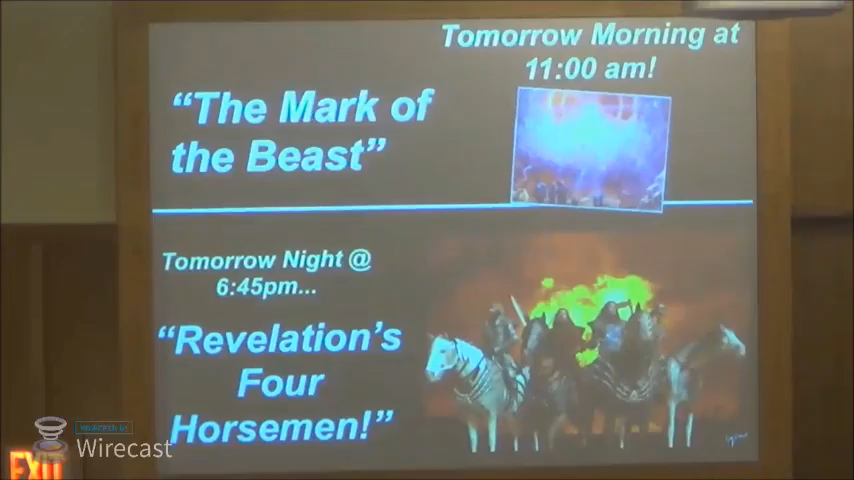 Tomorrow Morning at
11:00 am!
“The Mark of
the Beast”
Tomorrow Night @
6:45pm...
“Revelation’s
Four
Horsemen!”
Wirecast
EXIT